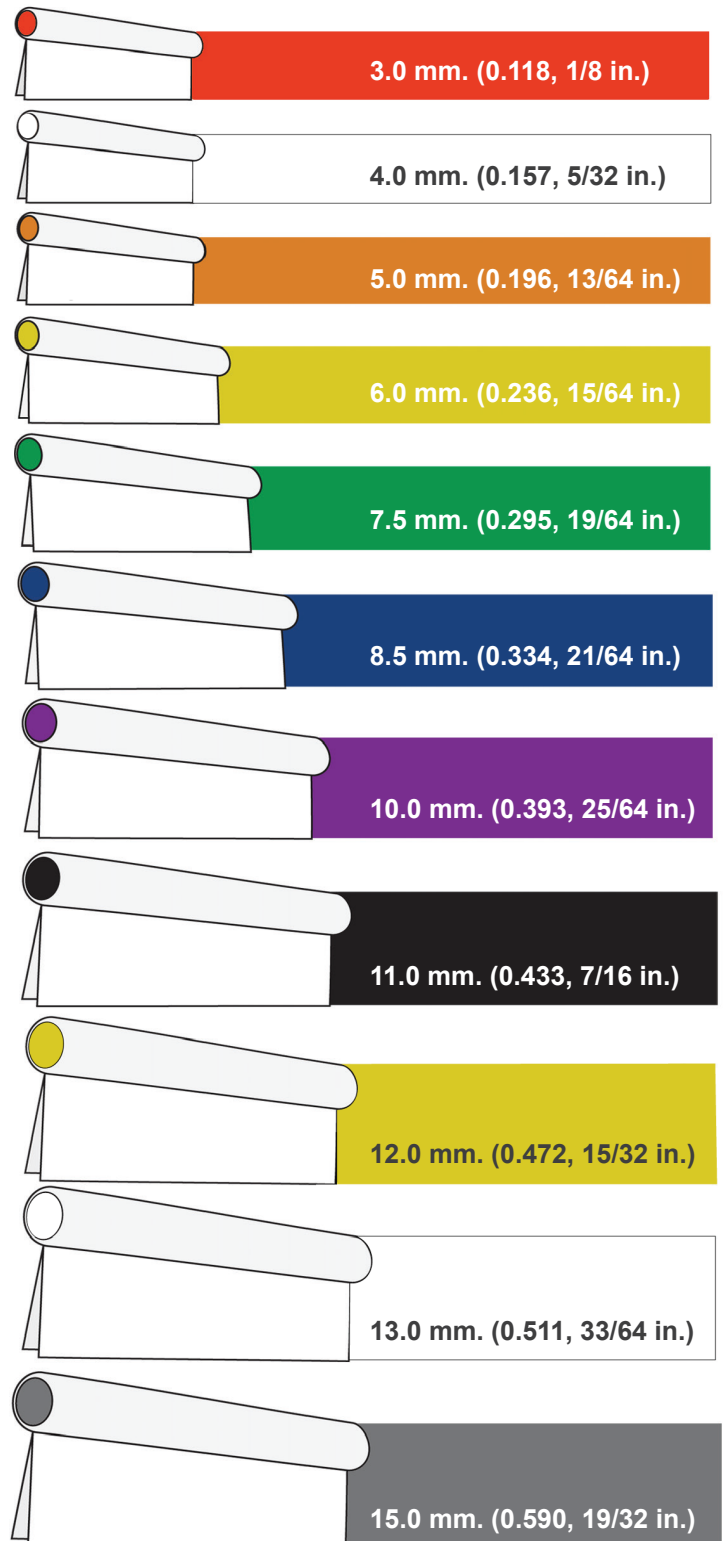 3.0 mm. (0.118, 1/8 in.)
4.0 mm. (0.157, 5/32 in.)
5.0 mm. (0.196, 13/64 in.)
6.0 mm. (0.236, 15/64 in.)
7.5 mm. (0.295, 19/64 in.)
8.5 mm. (0.334, 21/64 in.)
10.0 mm. (0.393, 25/64 in.)
11.0 mm. (0.433, 7/16 in.)
12.0 mm. (0.472, 15/32 in.)
13.0 mm. (0.511, 33/64 in.)
15.0 mm. (0.590, 19/32 in.)